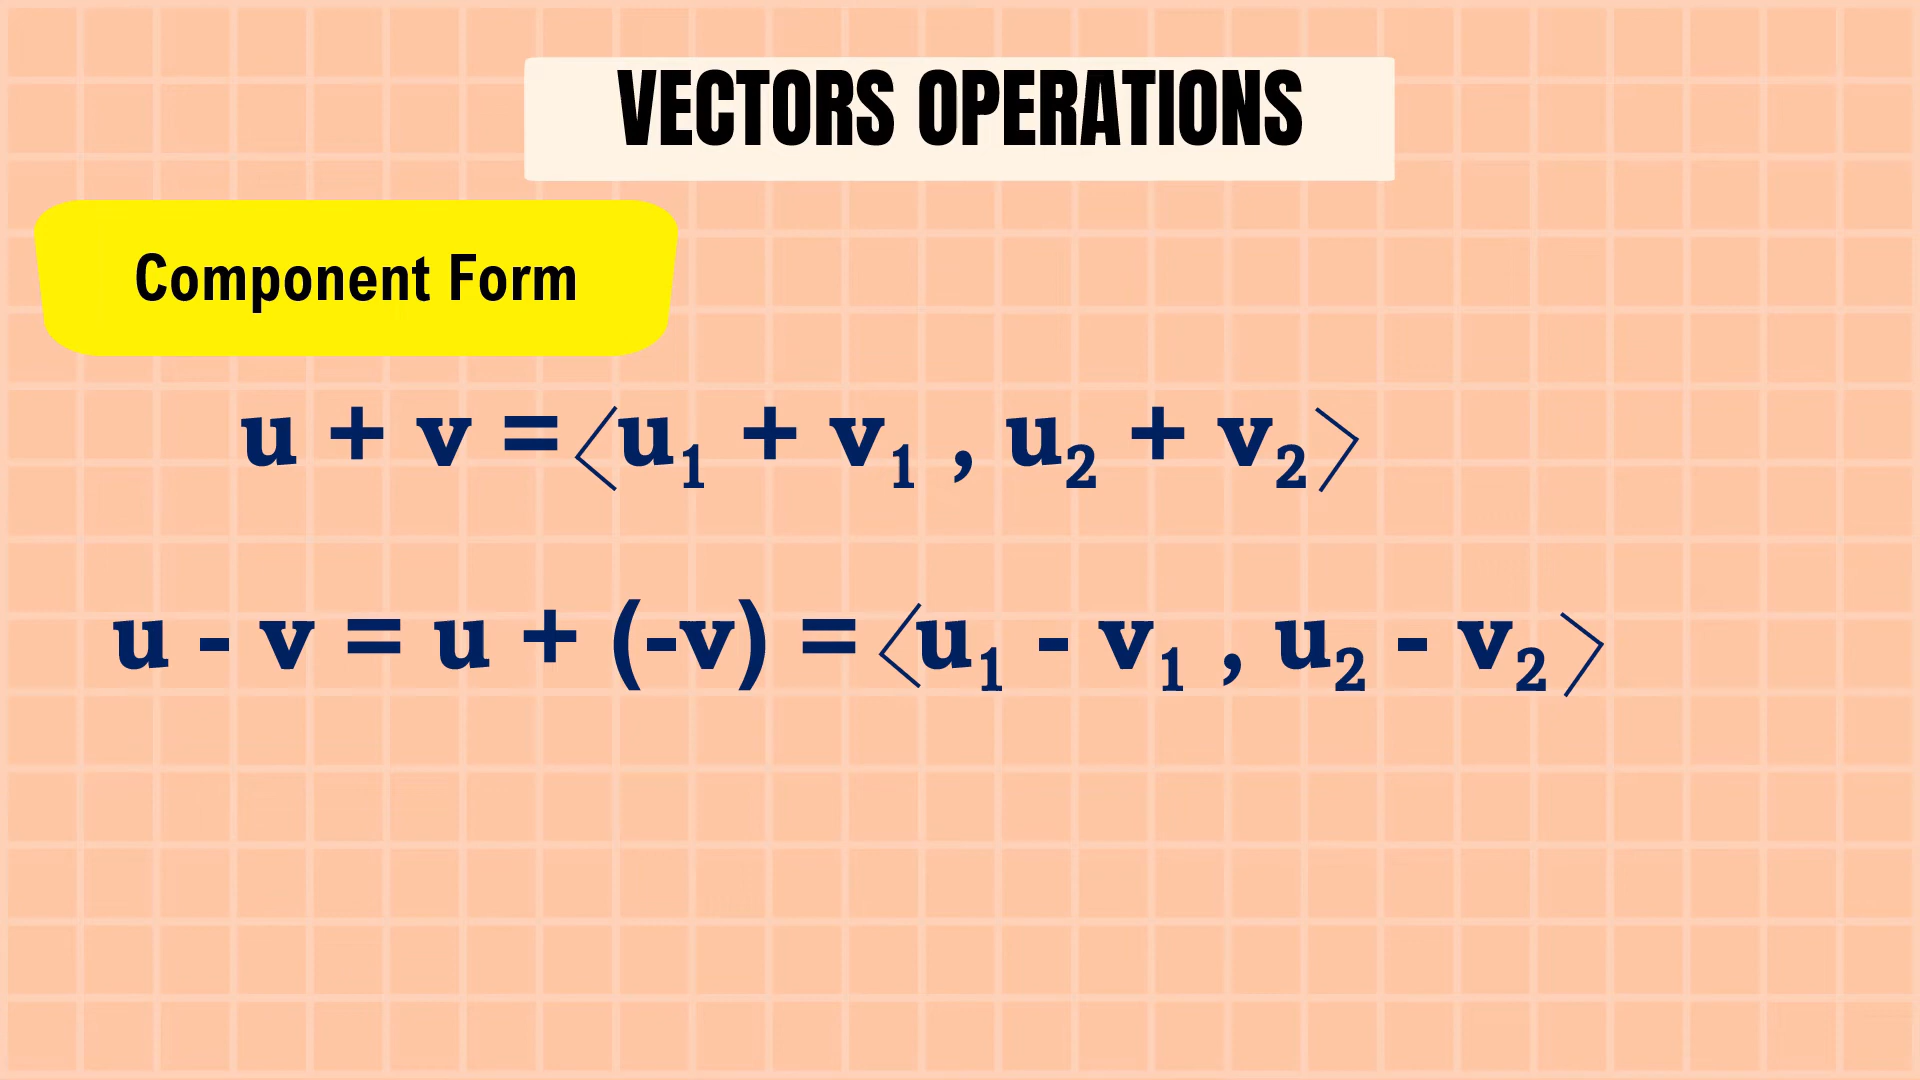 VECTORS OPERATIONS
Component Form
u + v = 〈u₁ + v₁ , u₂ + v₂〉
u - v = u + (-v) = 〈u₁ - v₁ , u₂ - v₂〉